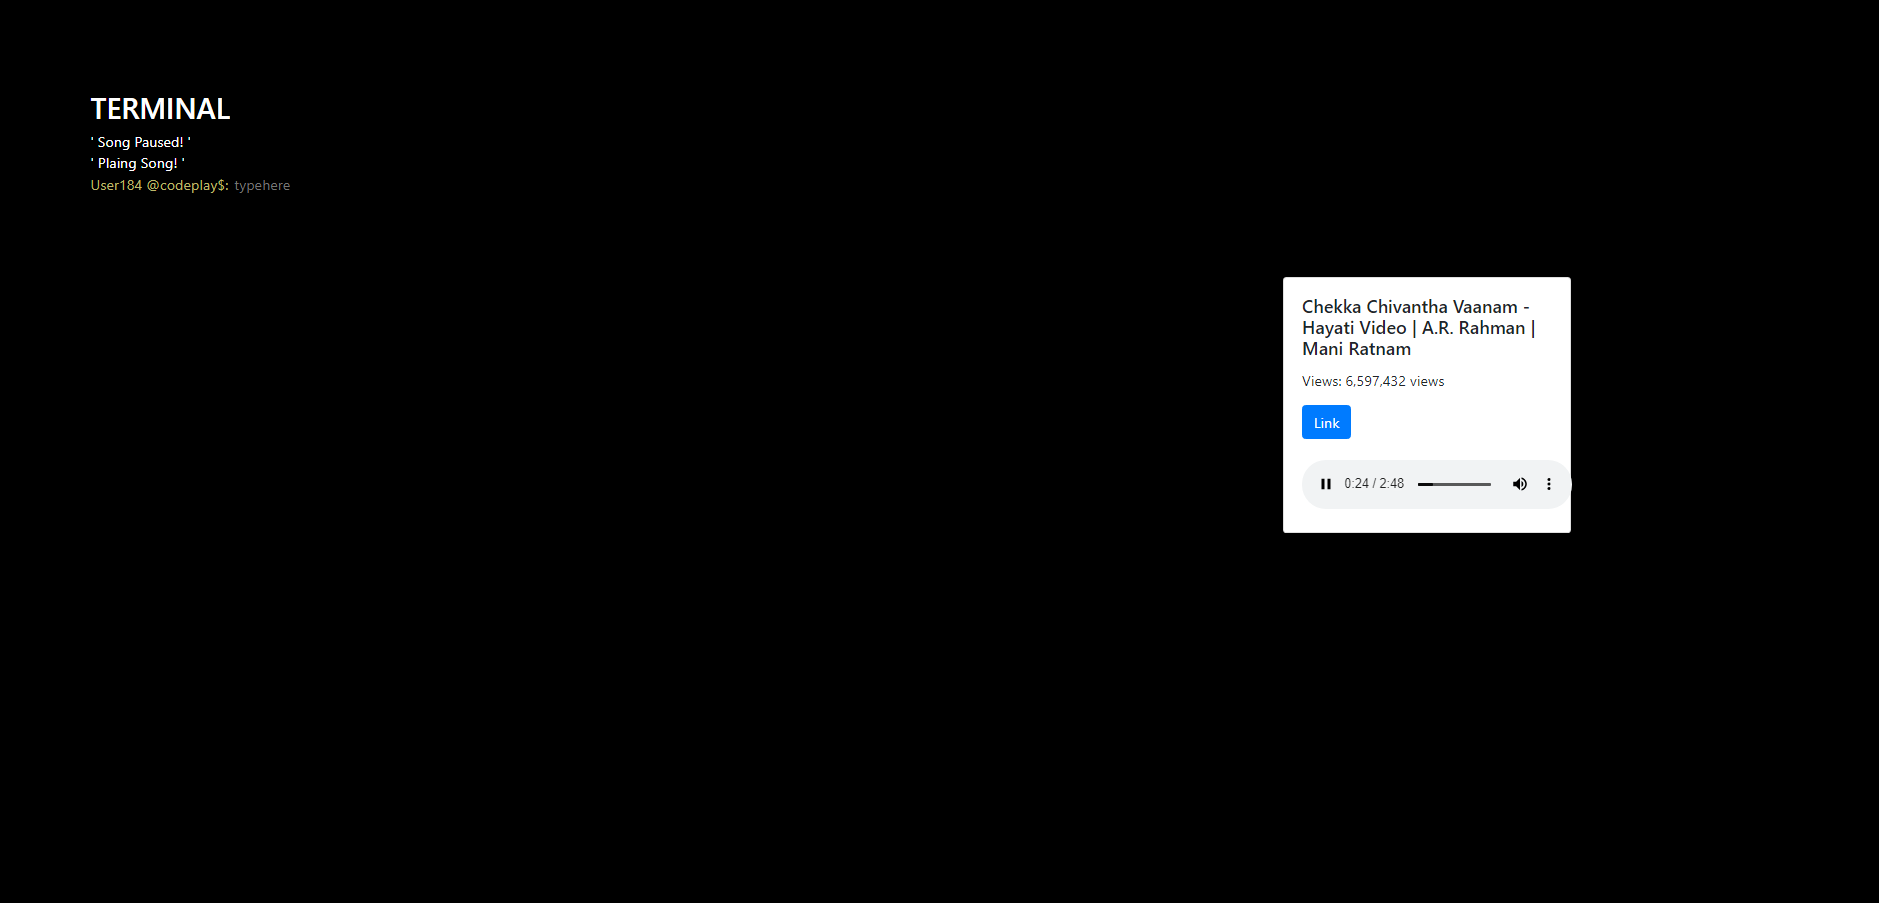 TERMINAL
' Song Paused! '
' Plaing Song! '
User184 @codeplay$: typehere
Chekka Chivantha Vaanam -
Hayati Video | A.R. Rahman |
Mani Ratnam
Views: 6,597,432 views
Link
0:24 / 2:48